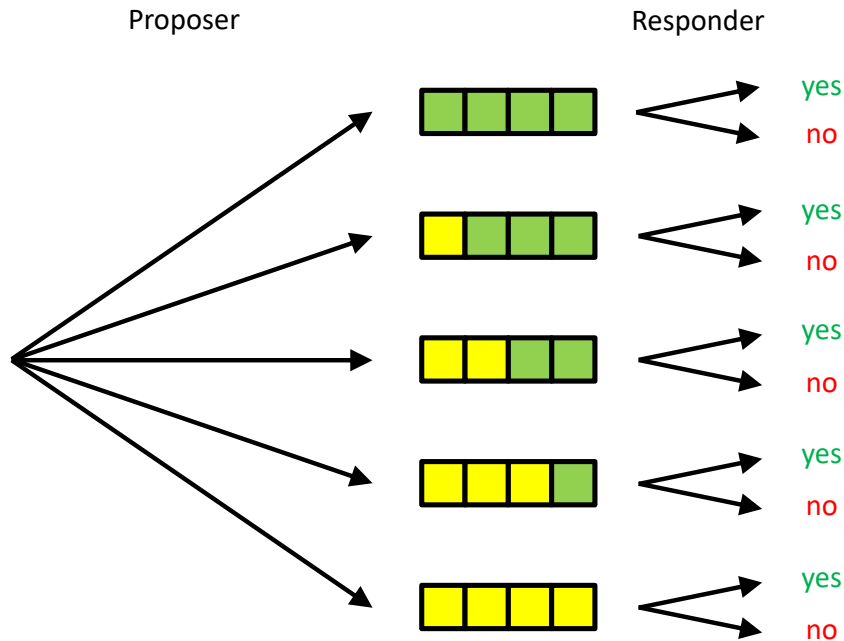 Proposer
Responder
yes
no
yes
no
yes
no
yes
no
yes
no